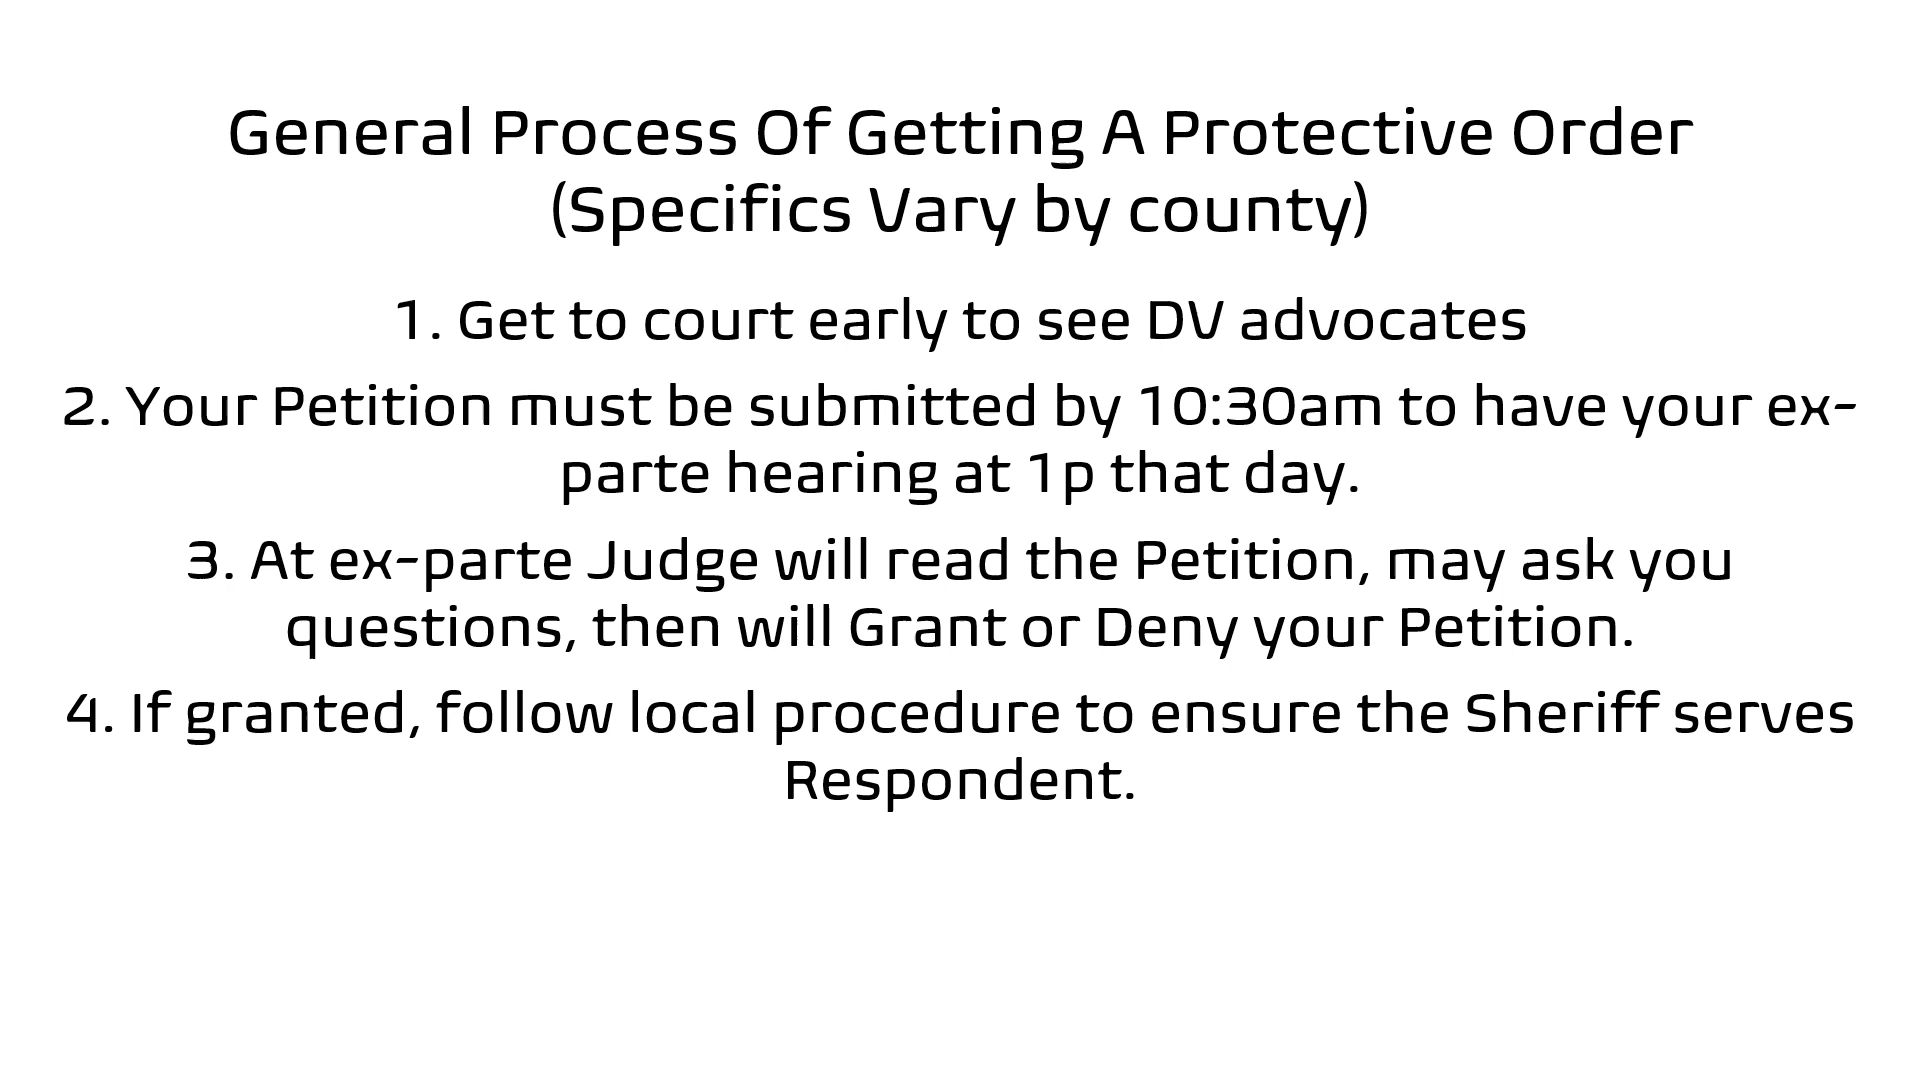 General Process Of Getting A Protective Order
(Specifics Vary by county)
1. Get to court early to see DV advocates
2. Your Petition must be submitted by 10:30am to have your ex-
parte hearing at 1p that day.
3. At ex-parte Judge will read the Petition, may ask you
questions, then will Grant or Deny your Petition.
4. If granted, follow local procedure to ensure the Sheriff serves
Respondent.